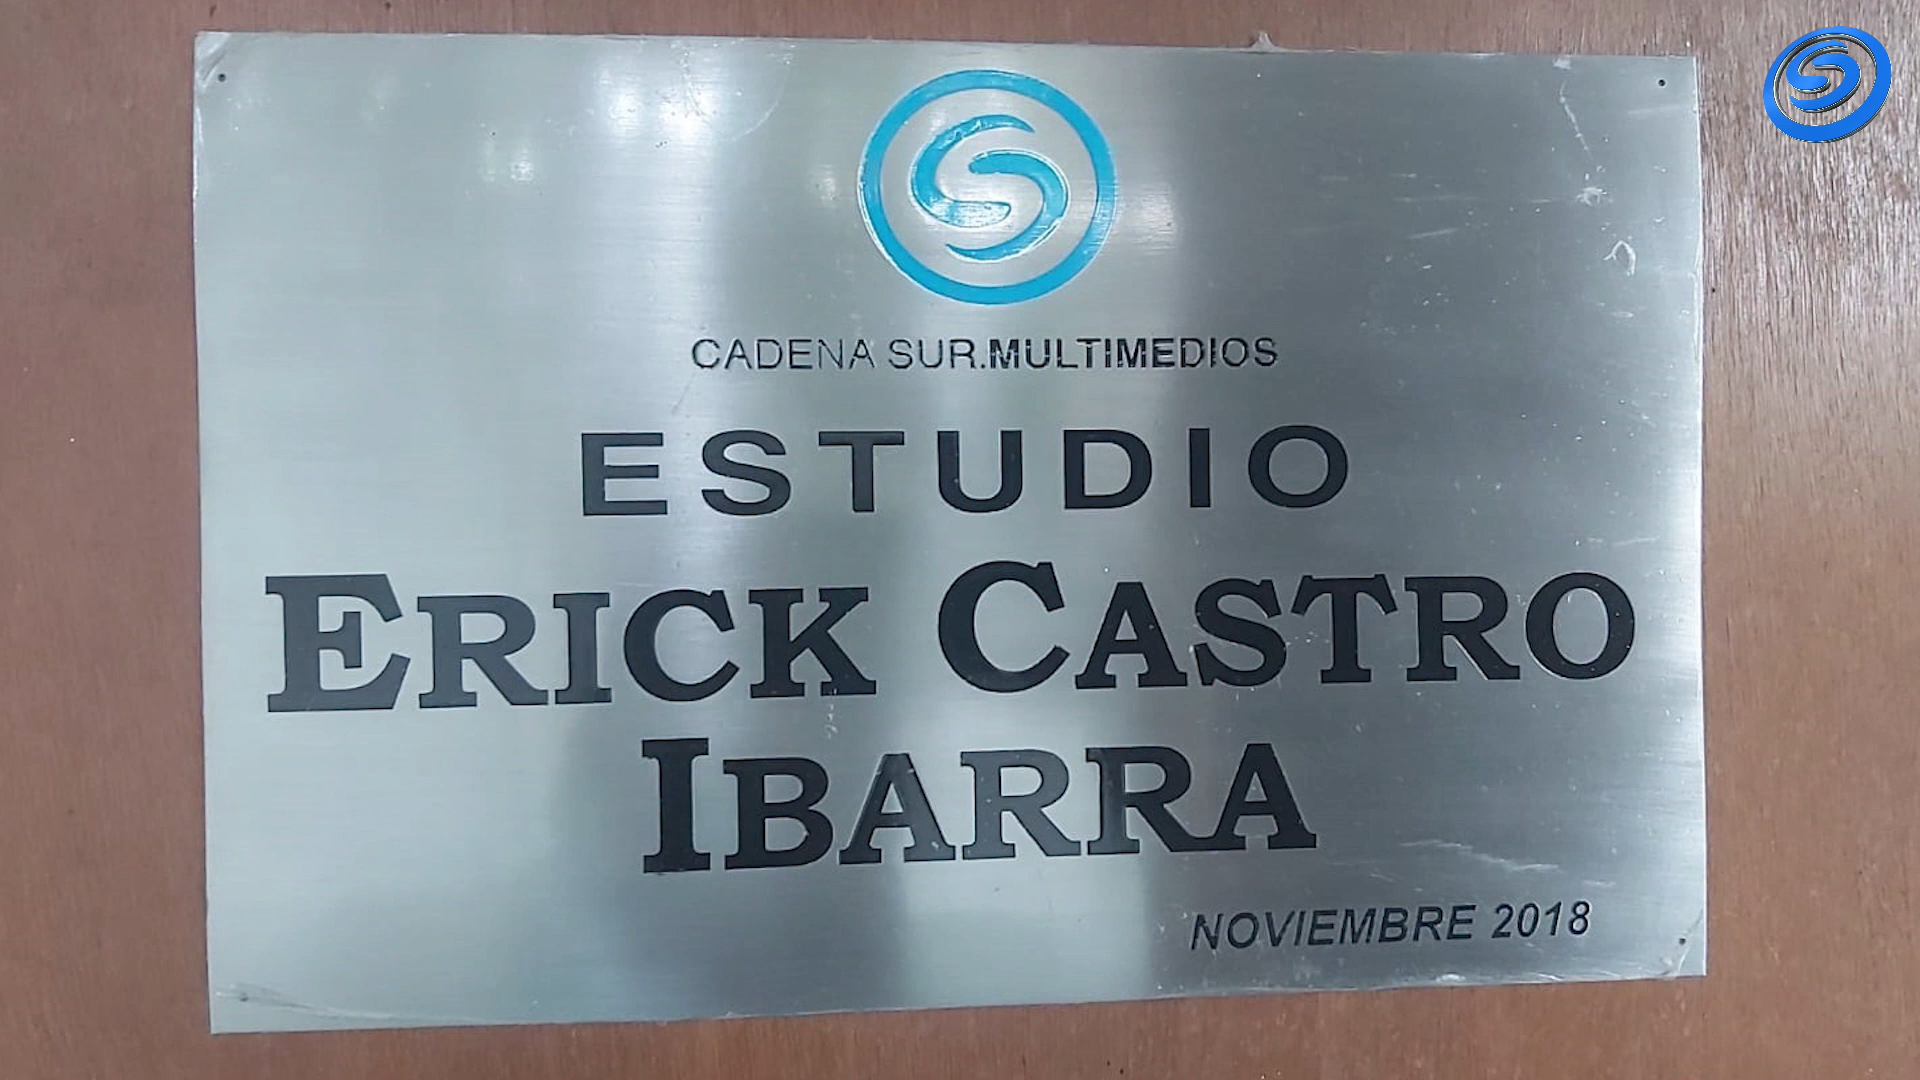 CADENA SUR.MULTIMEDIOS
ESTUDIO
ERICK CASTRO
IBARRA
NOVIEMBRE 2018